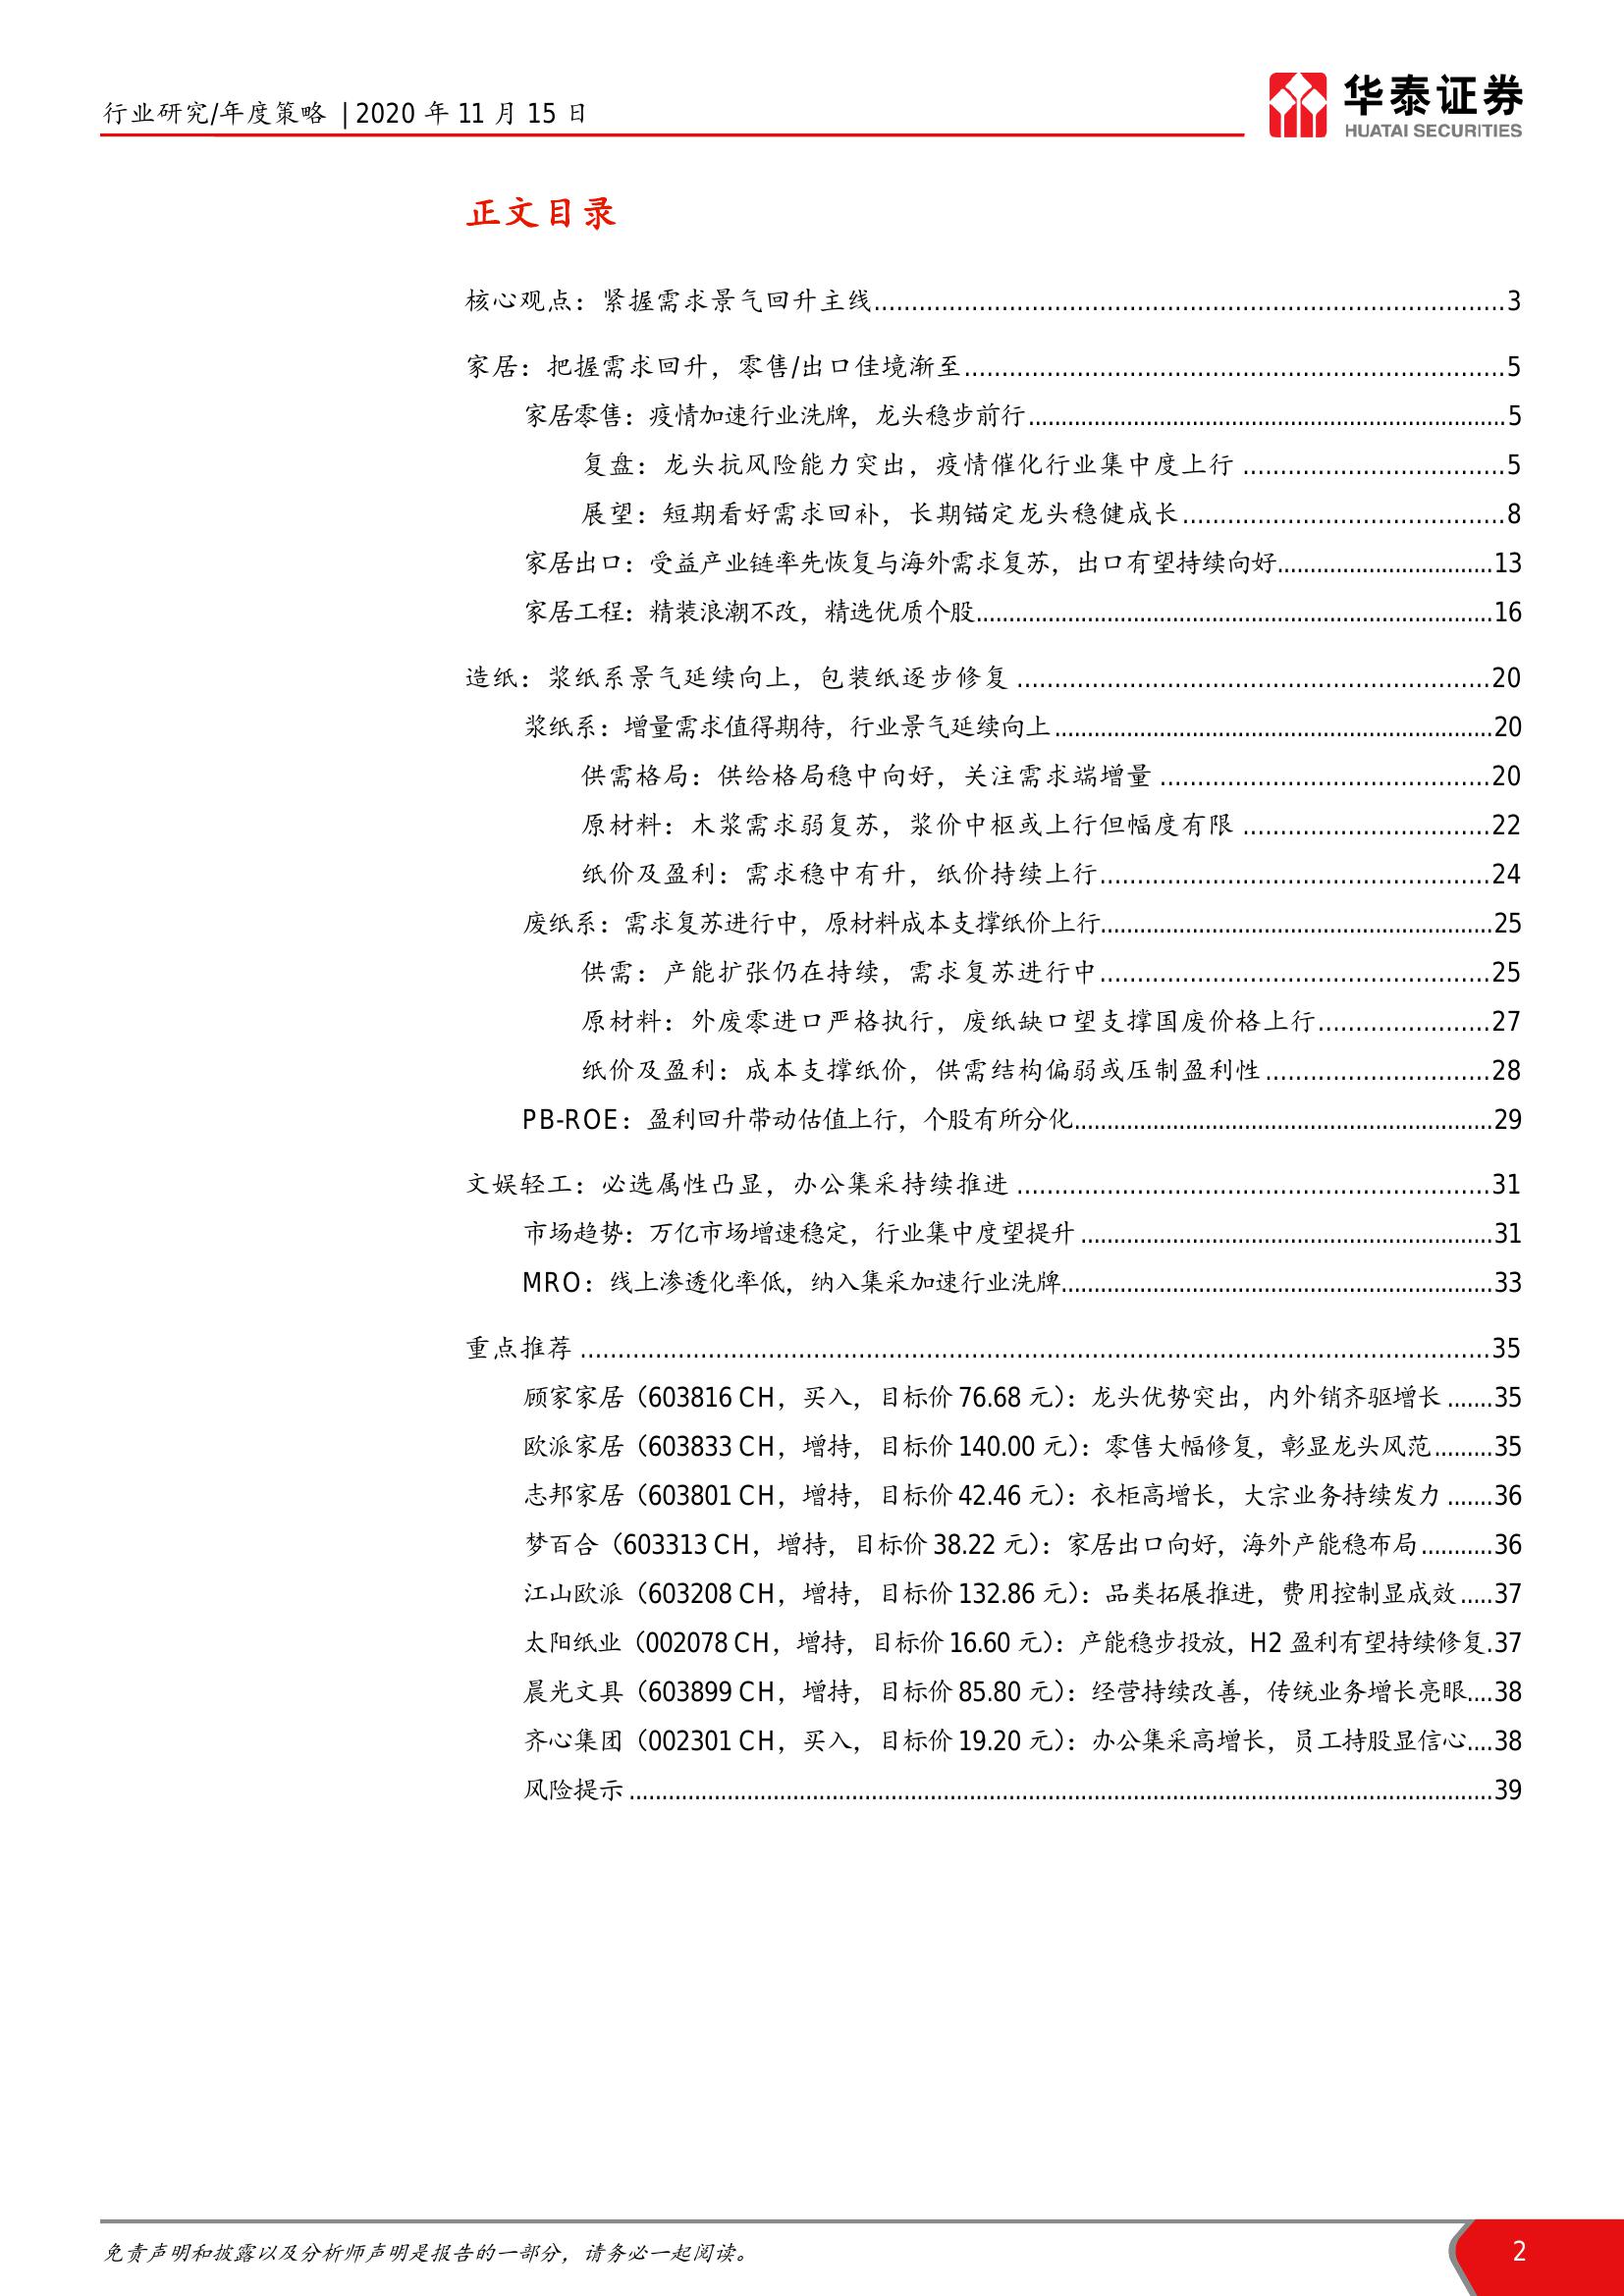 行业研究/年度策略 | 2020 年 11 月 15 日
华泰证券
HUATAI SECURITIES
正文目录
核心观点：紧握需求景气回升主线........................................3
家居：把握需求回升，零售/出口佳境渐至........................................5
家居零售：疫情加速行业洗牌，龙头稳步前行........................................5
复盘：龙头抗风险能力突出，疫情催化行业集中度上行 ........................................5
展望：短期看好需求回补，长期锚定龙头稳健成长........................................8
家居出口：受益产业链率先恢复与海外需求复苏，出口有望持续向好..............................13
家居工程：精装浪潮不改，精选优质个股........................................16
造纸：浆纸系景气延续向上，包装纸逐步修复 ........................................20
浆纸系：增量需求值得期待，行业景气延续向上........................................20
供需格局：供给格局稳中向好，关注需求端增量 ........................................20
原材料：木浆需求弱复苏，浆价中枢或上行但幅度有限 ..............................22
纸价及盈利：需求稳中有升，纸价持续上行........................................24
废纸系：需求复苏进行中，原材料成本支撑纸价上行........................................25
供需：产能扩张仍在持续，需求复苏进行中........................................25
原材料：外废零进口严格执行，废纸缺口望支撑国废价格上行..............................27
纸价及盈利：成本支撑纸价，供需结构偏弱或压制盈利性..............................28
PB-ROE：盈利回升带动估值上行，个股有所分化........................................29
文娱轻工：必选属性凸显，办公集采持续推进 ........................................31
市场趋势：万亿市场增速稳定，行业集中度望提升 ........................................31
MRO：线上渗透化率低，纳入集采加速行业洗牌........................................33
重点推荐 ........................................35
顾家家居（603816 CH，买入，目标价 76.68 元）：龙头优势突出，内外销齐驱增长 .......35
欧派家居（603833 CH，增持，目标价 140.00 元）：零售大幅修复，彰显龙头风范.........35
志邦家居（603801 CH，增持，目标价 42.46 元）：衣柜高增长，大宗业务持续发力 .......36
梦百合（603313 CH，增持，目标价 38.22 元）：家居出口向好，海外产能稳布局...........36
江山欧派（603208 CH，增持，目标价 132.86 元）：品类拓展推进，费用控制显成效.....37
太阳纸业（002078 CH，增持，目标价 16.60 元）：产能稳步投放，H2 盈利有望持续修复.37
晨光文具（603899 CH，增持，目标价 85.80 元）：经营持续改善，传统业务增长亮眼....38
齐心集团（002301 CH，买入，目标价 19.20 元）：办公集采高增长，员工持股显信心....38
风险提示 ........................................39
免责声明和披露以及分析师声明是报告的一部分，请务必一起阅读。
2